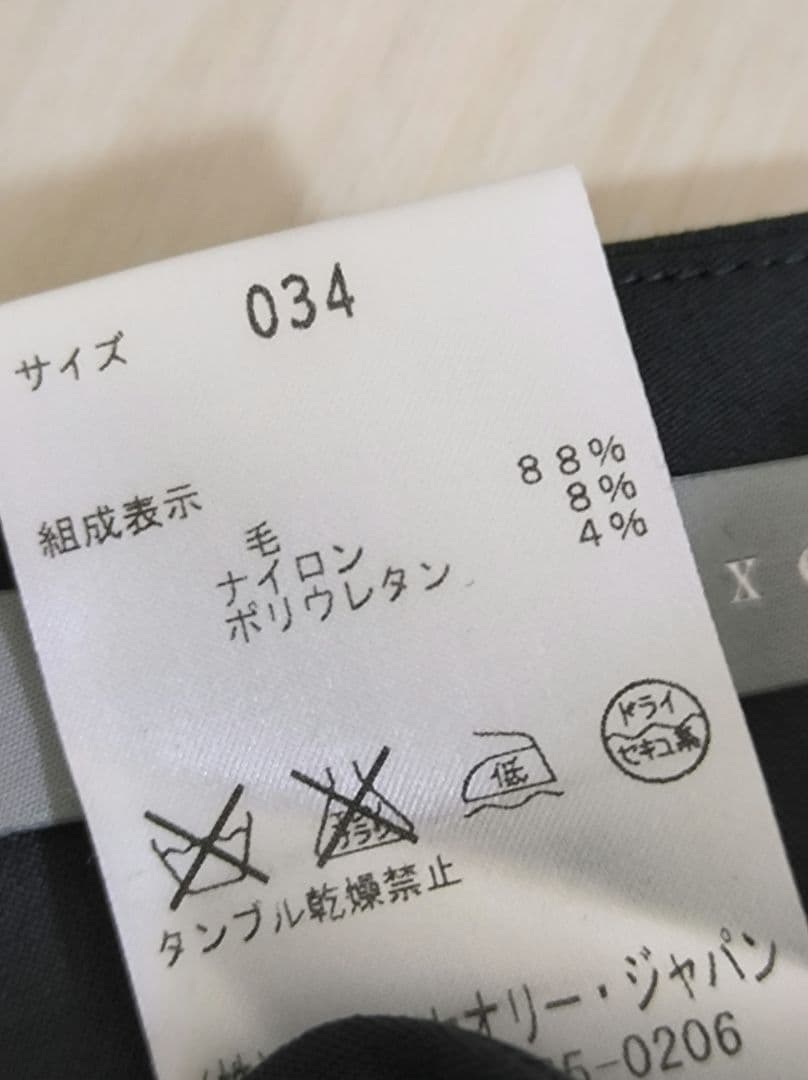 サイズ 034
組成表示
毛 88%
ナイロン 8%
ポリウレタン 4%
低
ドライ
セキユ系
タンブル乾燥禁止
オリー・ジャパン
5-0206
X